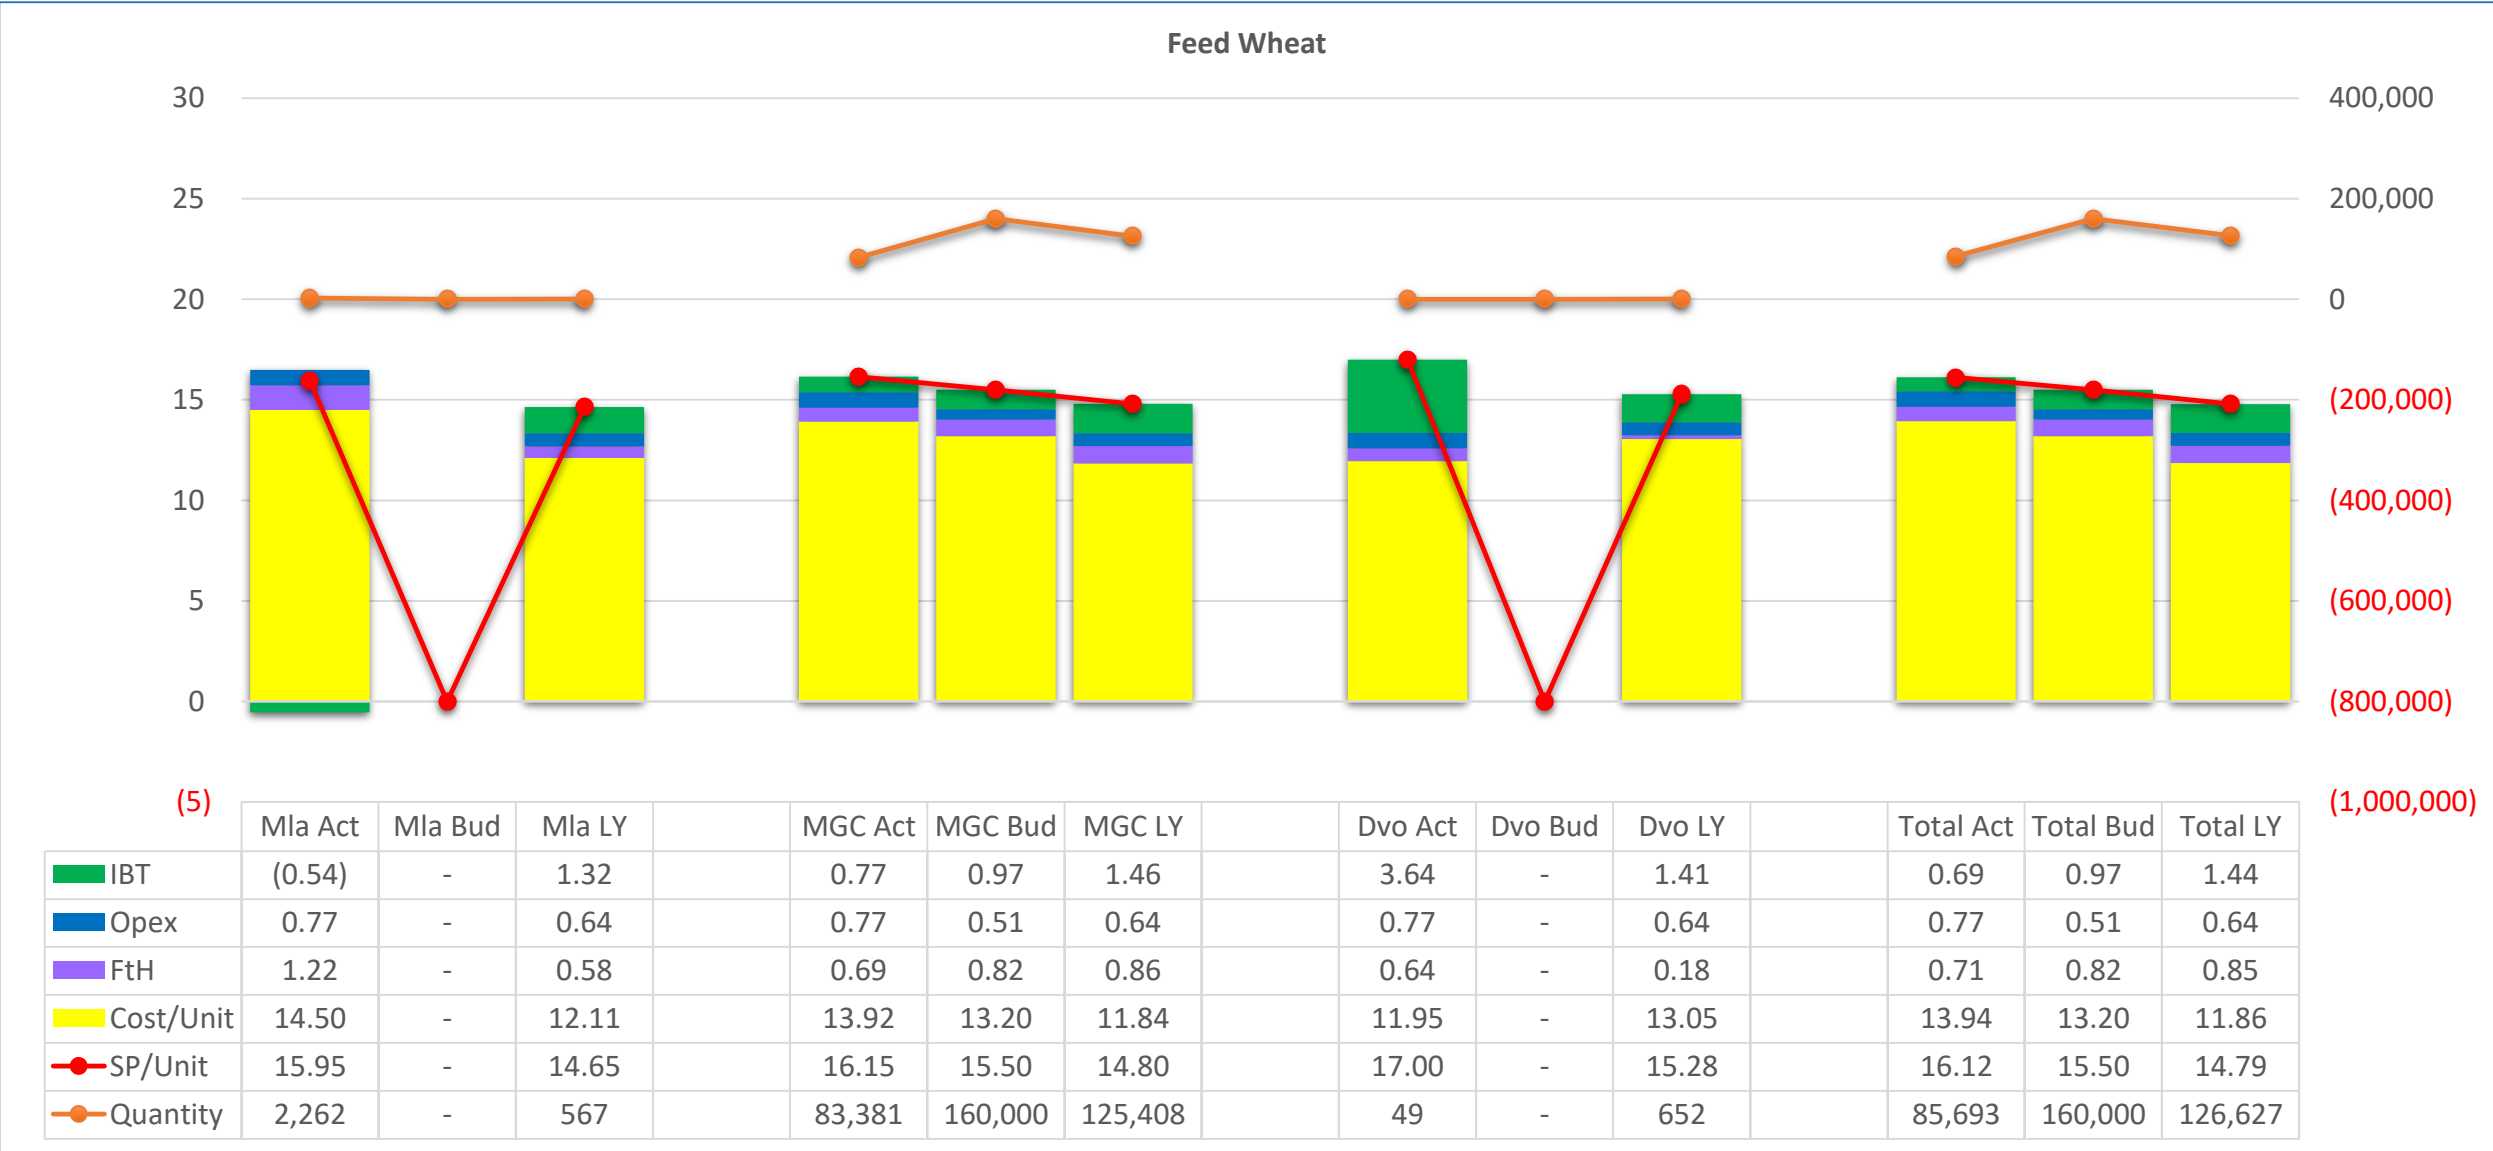 Feed Wheat
30 400,000
25 200,000
20 0
15 (200,000)
10 (400,000)
5 (600,000)
0 (800,000)
(5) (1,000,000)
Mla Act Mla Bud Mla LY MGC Act MGC Bud MGC LY Dvo Act Dvo Bud Dvo LY Total Act Total Bud Total LY
IBT (0.54) - 1.32 0.77 0.97 1.46 3.64 - 1.41 0.69 0.97 1.44
Opex 0.77 - 0.64 0.77 0.51 0.64 0.77 - 0.64 0.77 0.51 0.64
FtH 1.22 - 0.58 0.69 0.82 0.86 0.64 - 0.18 0.71 0.82 0.85
Cost/Unit 14.50 - 12.11 13.92 13.20 11.84 11.95 - 13.05 13.94 13.20 11.86
SP/Unit 15.95 - 14.65 16.15 15.50 14.80 17.00 - 15.28 16.12 15.50 14.79
Quantity 2,262 - 567 83,381 160,000 125,408 49 - 652 85,693 160,000 126,627